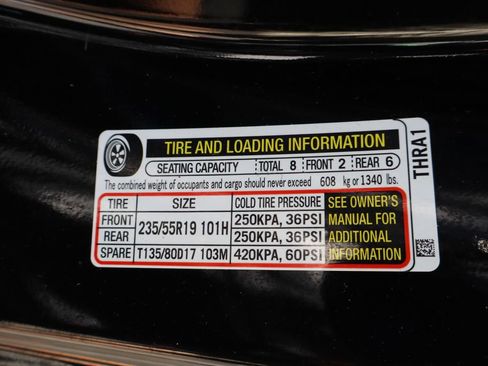 TIRE AND LOADING INFORMATION
SEATING CAPACITY TOTAL 8 FRONT 2 REAR 6
The combined weight of occupants and cargo should never exceed 608 kg or 1340 lbs.
TIRE SIZE COLD TIRE PRESSURE SEE OWNER'S
FRONT 235/55R19 101H 250KPA, 36PSI MANUAL FOR
REAR 250KPA, 36PSI ADDITIONAL
SPARE T135/80D17 103M 420KPA, 60PSI INFORMATION
THRA1